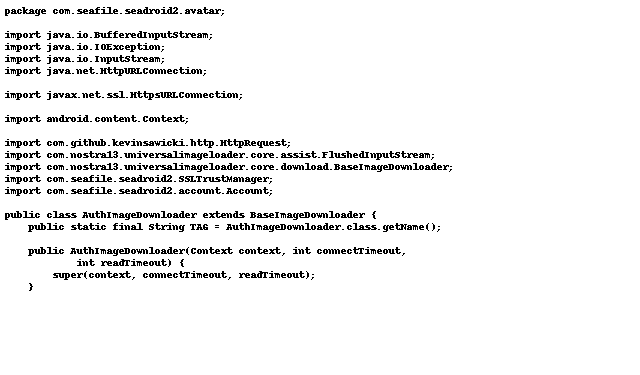 package com.seafile.seadroid2.avatar;

import java.io.BufferedInputStream;
import java.io.IOException;
import java.io.InputStream;
import java.net.HttpURLConnection;

import javax.net.ssl.HttpsURLConnection;

import android.content.Context;

import com.github.kevinsawicki.http.HttpRequest;
import com.nostra13.universalimageloader.core.assist.FlushedInputStream;
import com.nostra13.universalimageloader.core.download.BaseImageDownloader;
import com.seafile.seadroid2.SSLTrustManager;
import com.seafile.seadroid2.account.Account;

public class AuthImageDownloader extends BaseImageDownloader {
    public static final String TAG = AuthImageDownloader.class.getName();

    public AuthImageDownloader(Context context, int connectTimeout,
            int readTimeout) {
        super(context, connectTimeout, readTimeout);
    }